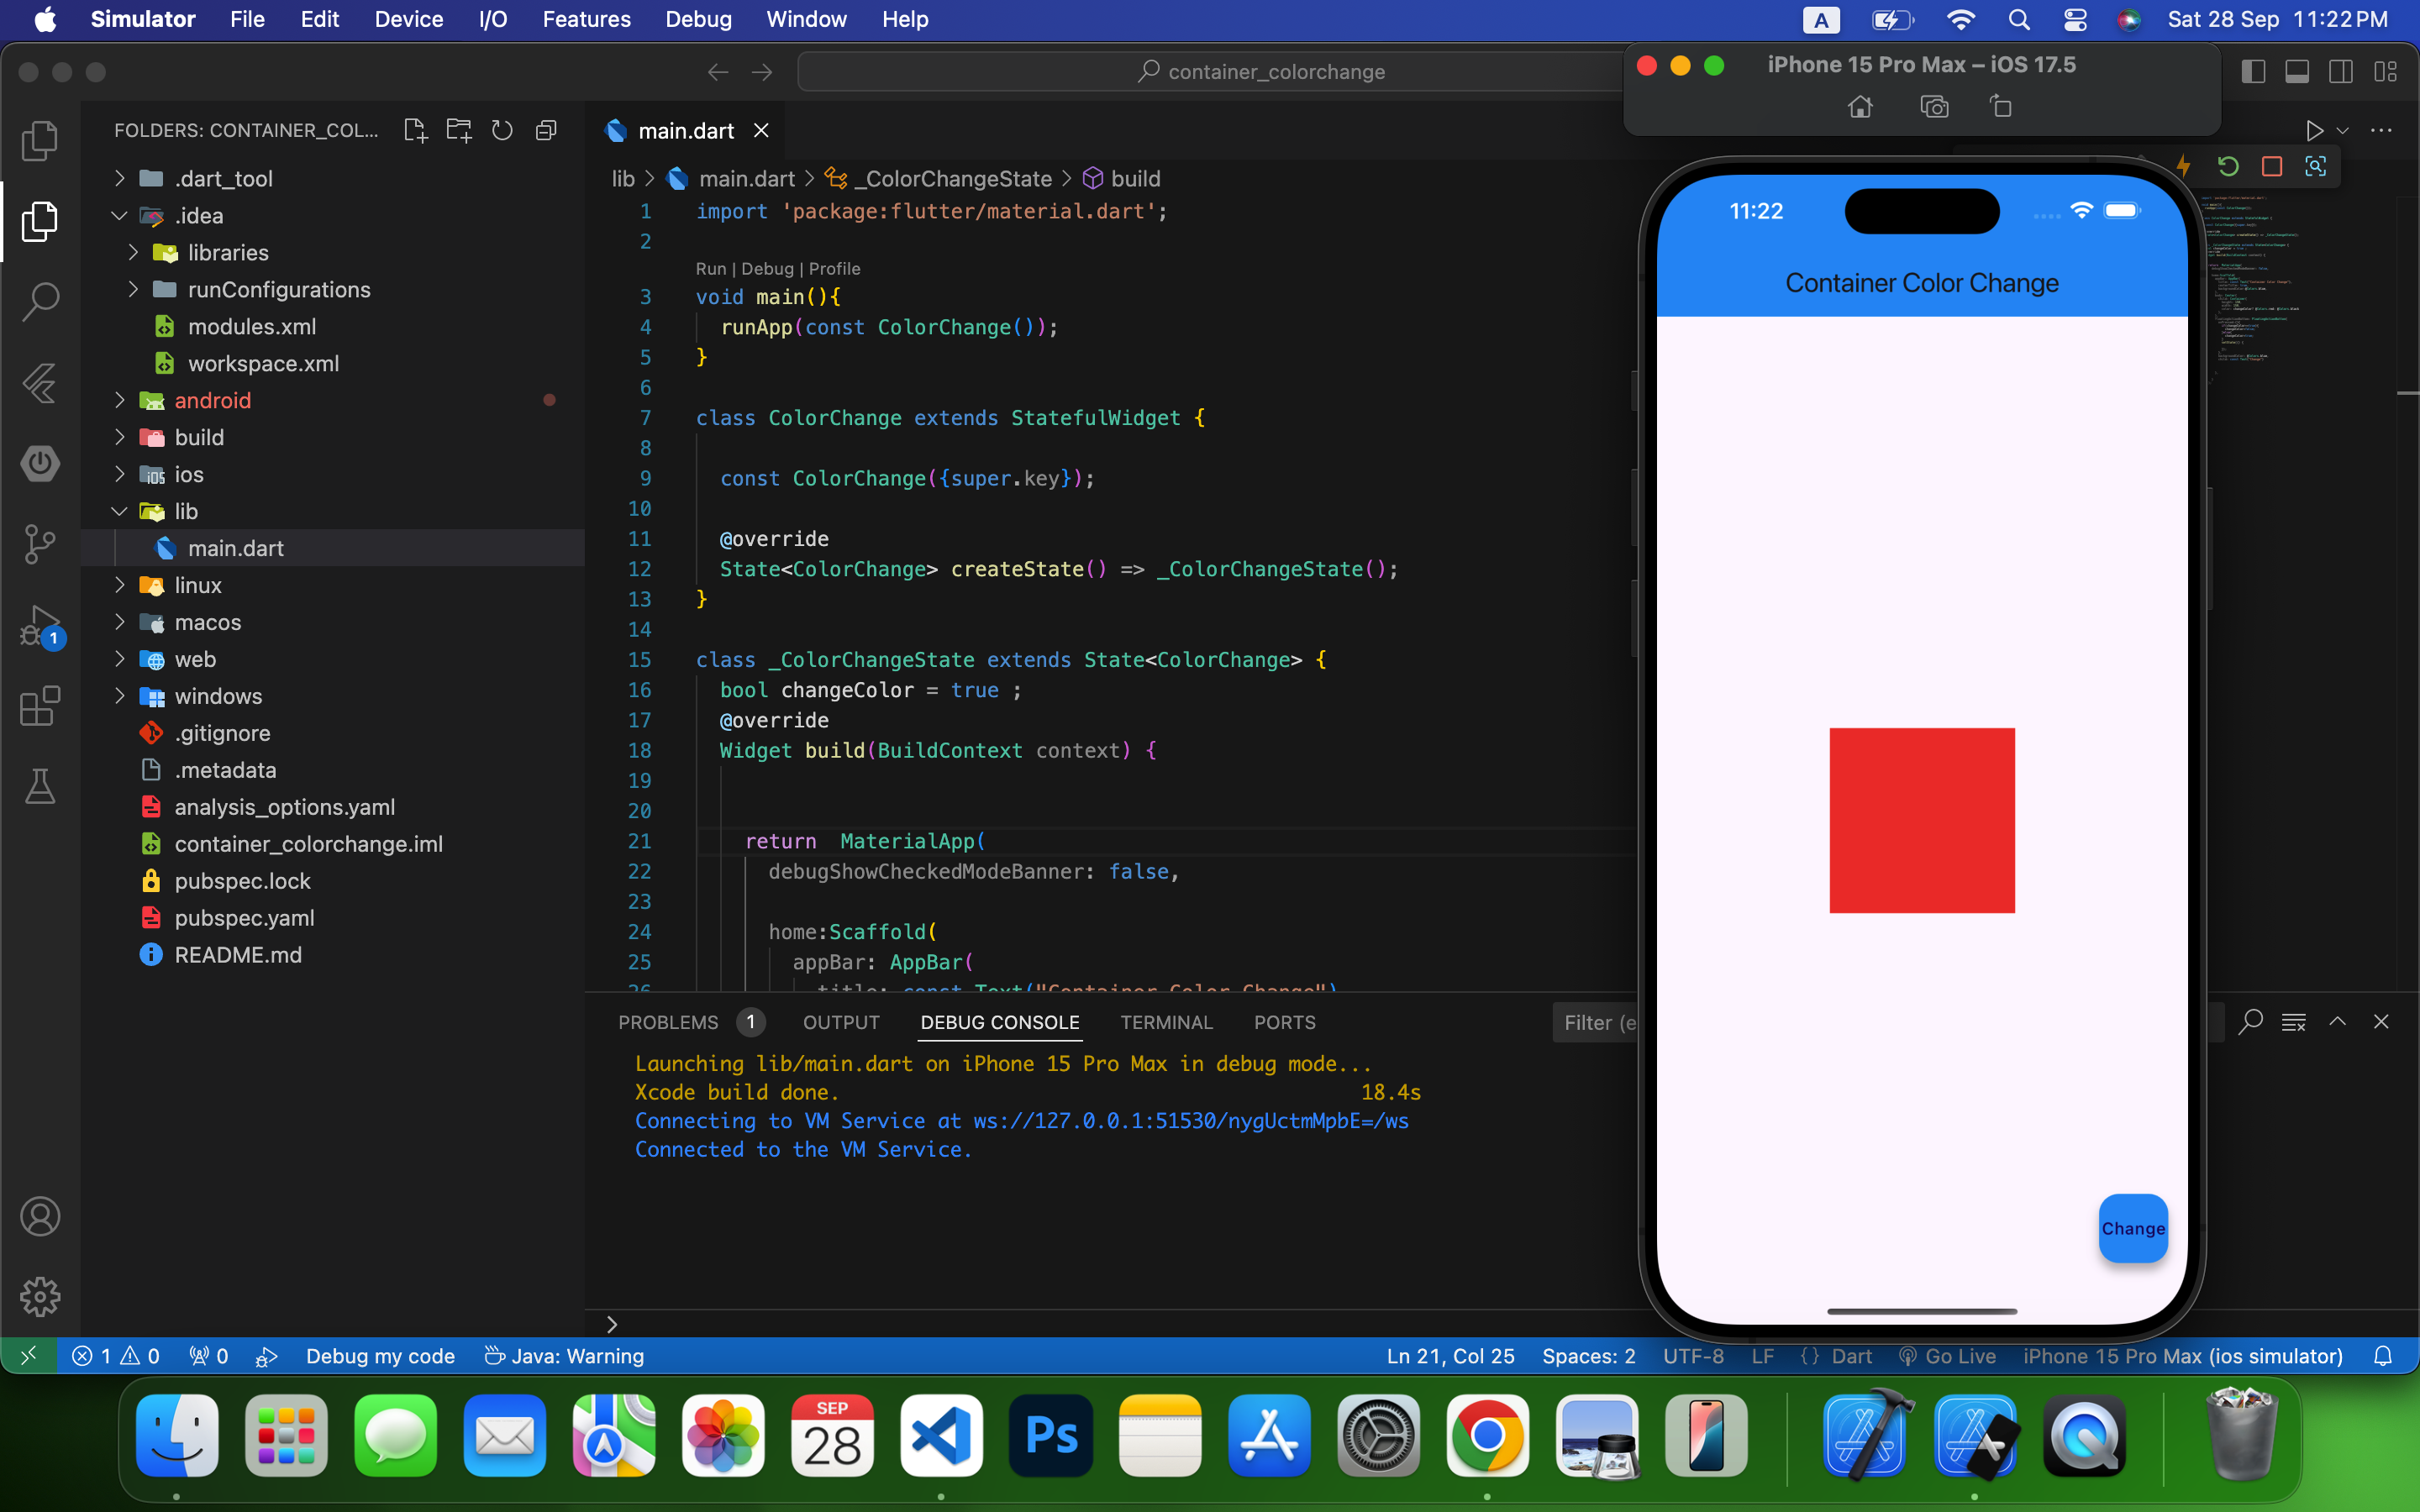 Simulator File Edit Device I/O Features Debug Window Help
A
Sat 28 Sep 11:22 PM
container_colorchange
iPhone 15 Pro Max – iOS 17.5
FOLDERS: CONTAINER_COL...
.dart_tool
.idea
libraries
runConfigurations
modules.xml
workspace.xml
android
build
ios
lib
main.dart
linux
macos
web
windows
.gitignore
.metadata
analysis_options.yaml
container_colorchange.iml
pubspec.lock
pubspec.yaml
README.md
1
main.dart
lib > main.dart > _ColorChangeState > build
1 import 'package:flutter/material.dart';
2
Run | Debug | Profile
3 void main(){
4 runApp(const ColorChange());
5 }
6
7 class ColorChange extends StatefulWidget {
8
9 const ColorChange({super.key});
10
11 @override
12 State<ColorChange> createState() => _ColorChangeState();
13 }
14
15 class _ColorChangeState extends State<ColorChange> {
16 bool changeColor = true ;
17 @override
18 Widget build(BuildContext context) {
19
20
21 return  MaterialApp(
22 debugShowCheckedModeBanner: false,
23
24 home:Scaffold(
25 appBar: AppBar(
26 title: const Text("Container Color Change"),
PROBLEMS 1 OUTPUT DEBUG CONSOLE TERMINAL PORTS
Filter (e
Launching lib/main.dart on iPhone 15 Pro Max in debug mode...
Xcode build done. 18.4s
Connecting to VM Service at ws://127.0.0.1:51530/nygUctmMpbE=/ws
Connected to the VM Service.
>
11:22
Container Color Change
Change
1 0 0 Debug my code Java: Warning
Ln 21, Col 25 Spaces: 2 UTF-8 LF {} Dart Go Live iPhone 15 Pro Max (ios simulator)
SEP
28
Ps